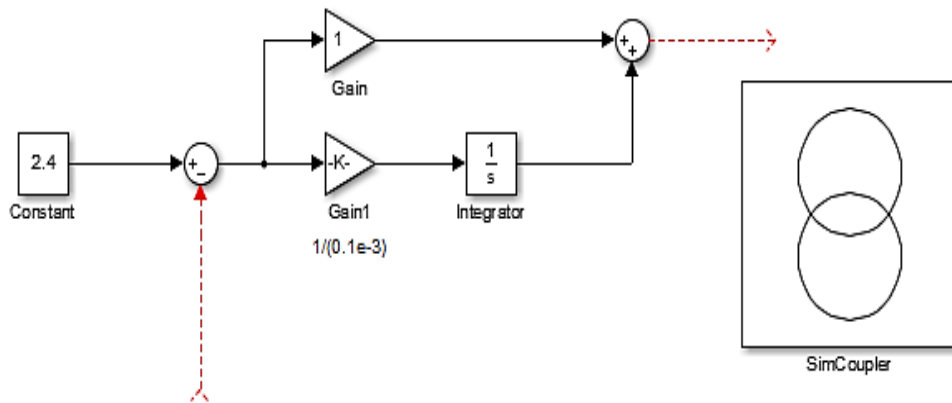 1
+
+
Gain
2.4
+
-
-K-
1
s
Constant
Gain1
Integrator
1/(0.1e-3)
SimCoupler